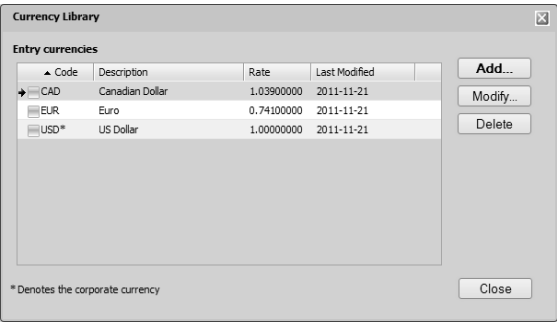 Currency Library
Entry currencies
Code Description Rate Last Modified
CAD Canadian Dollar 1.03900000 2011-11-21
EUR Euro 0.74100000 2011-11-21
USD* US Dollar 1.00000000 2011-11-21
Add...
Modify...
Delete
* Denotes the corporate currency
Close